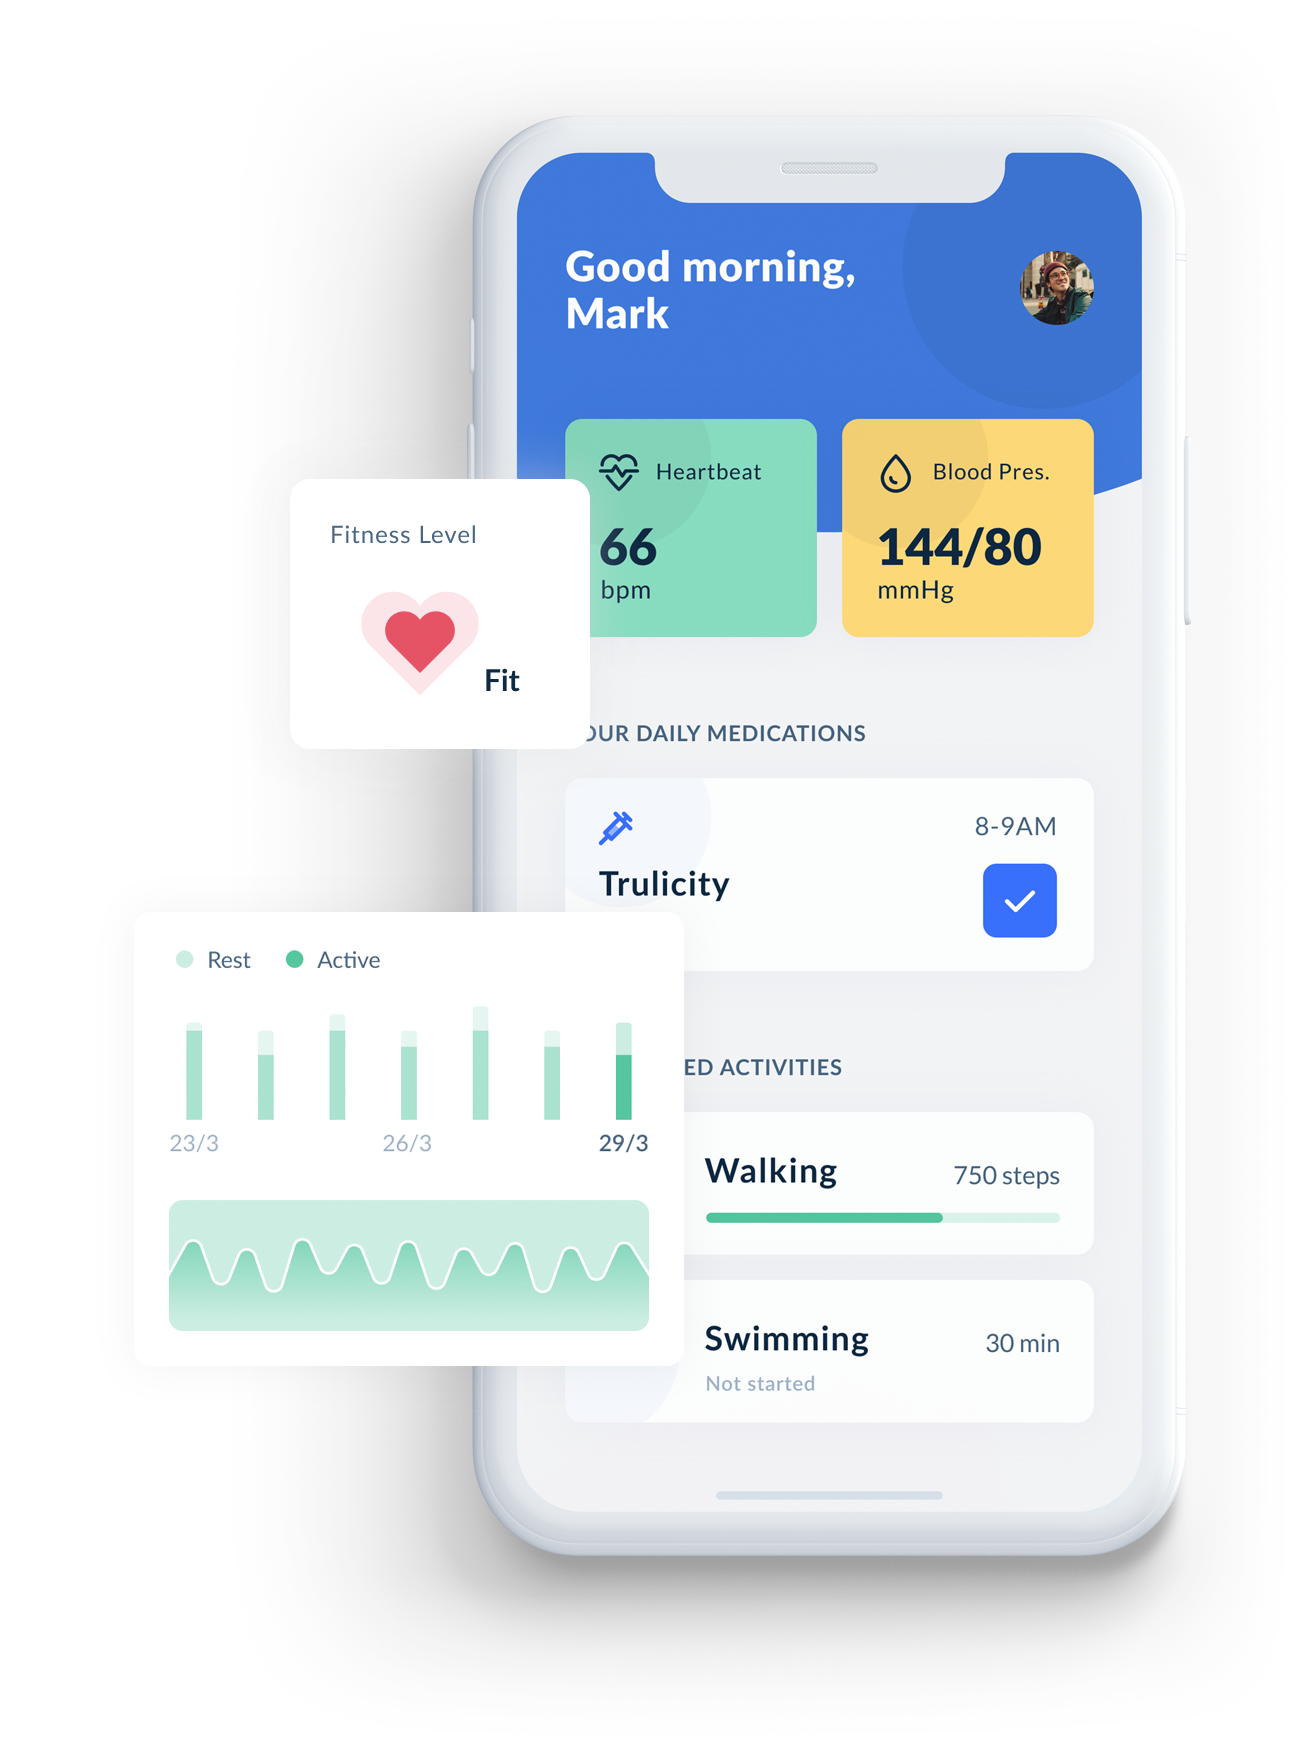 Good morning,
Mark
Heartbeat
66
bpm
Blood Pres.
144/80
mmHg
Fitness Level
Fit
OUR DAILY MEDICATIONS
8-9AM
Trulicity
Rest Active
23/3 26/3 29/3
ED ACTIVITIES
Walking 750 steps
Swimming 30 min
Not started